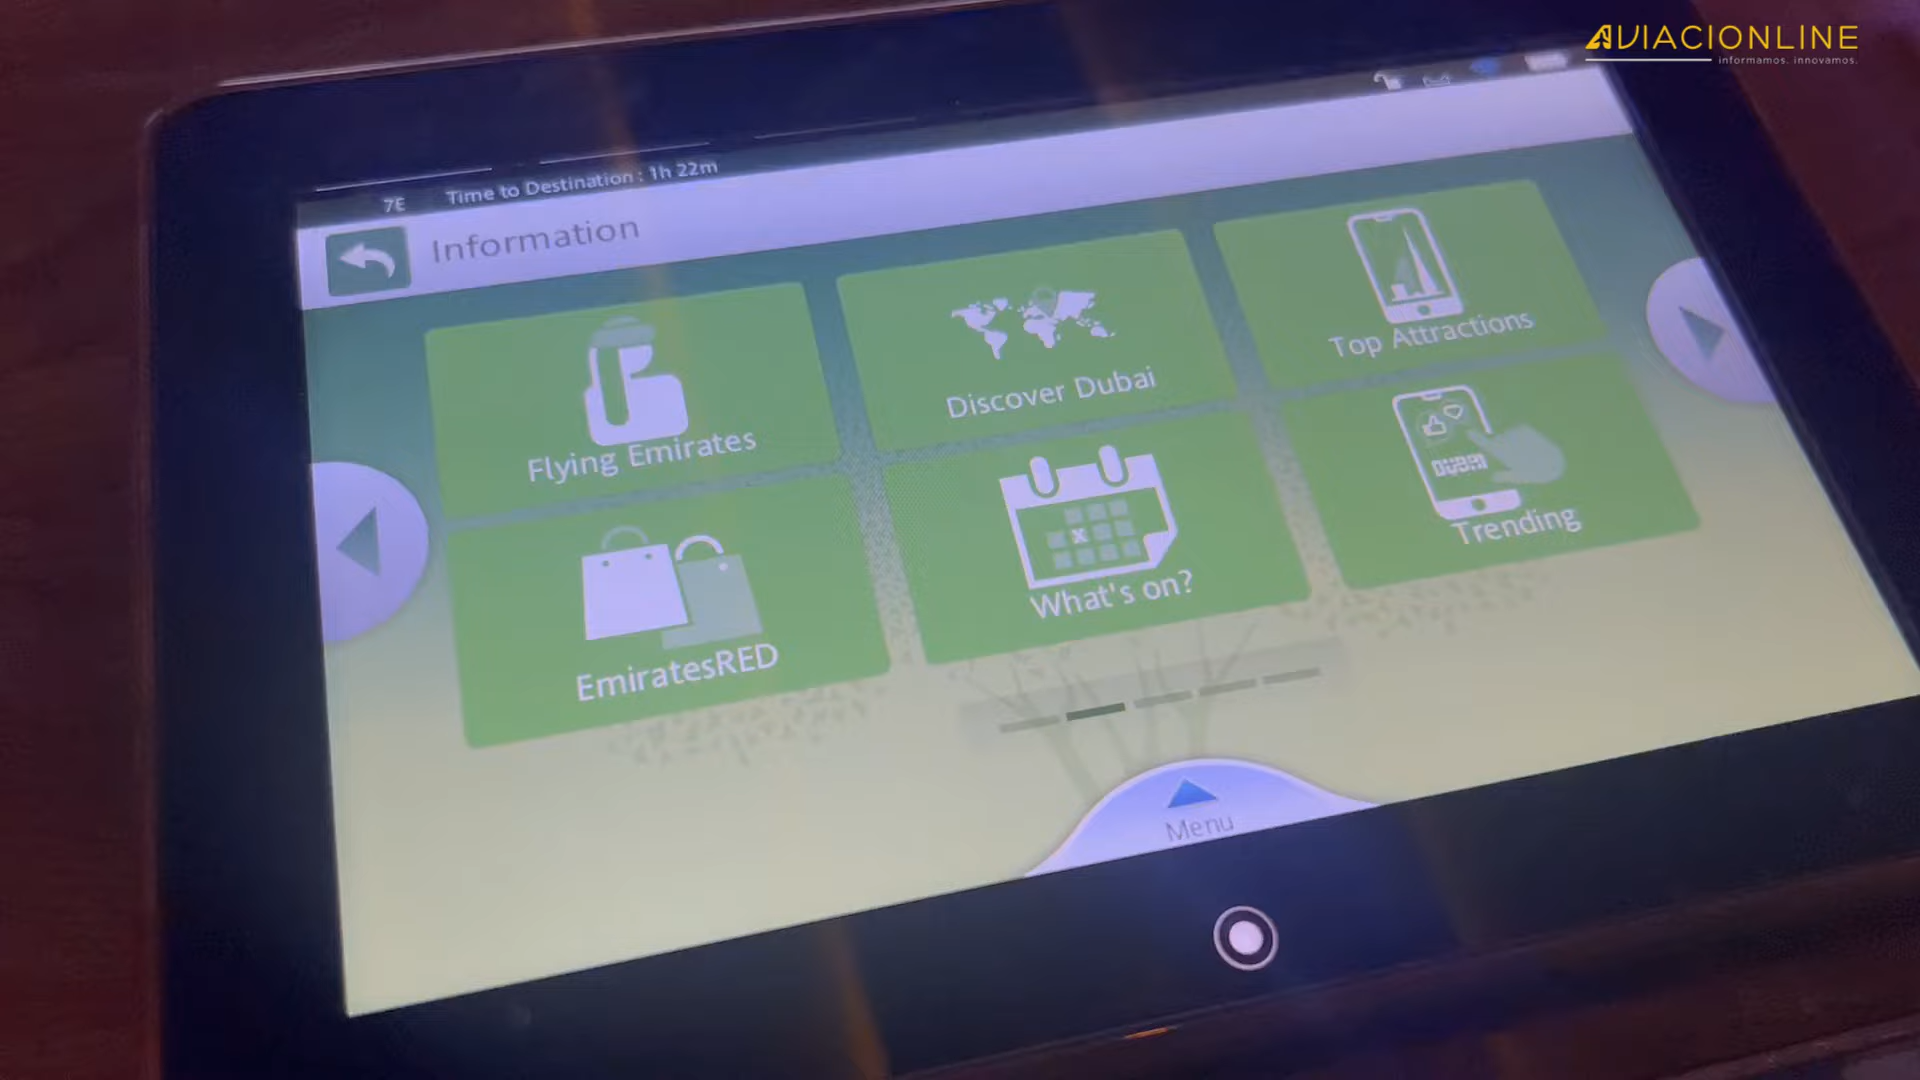 AVIACIONLINE
informamos. innovamos.
7E Time to Destination : 1h 22m
Information
Flying Emirates
Discover Dubai
Top Attractions
EmiratesRED
x
What's on?
DUBAI
Trending
Menu